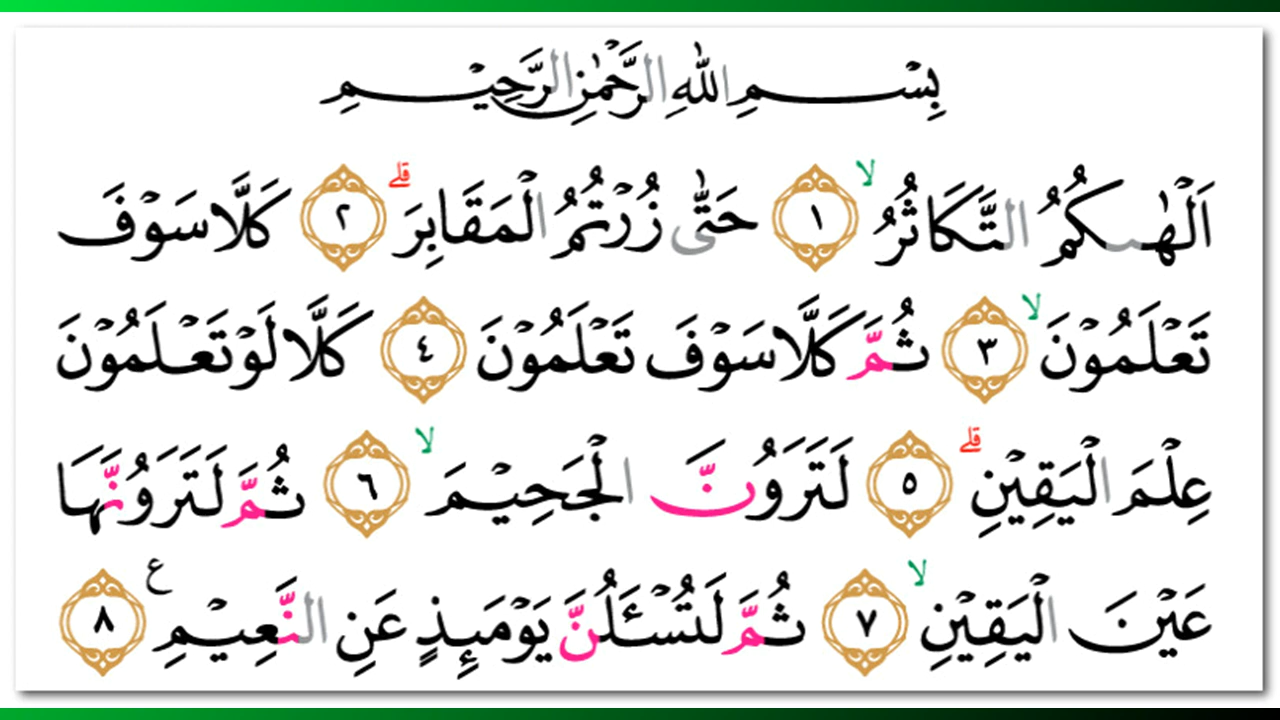 بِسْمِ اللّٰهِ الرَّحْمٰنِ الرَّحِيْمِ
اَلْهٰىكُمُ التَّكَاثُرُ ۙ ١ حَتّٰى زُرْتُمُ الْمَقَابِرَ ۗ ٢ كَلَّا سَوْفَ
تَعْلَمُوْنَ ۙ ٣ ثُمَّ كَلَّا سَوْفَ تَعْلَمُوْنَ ٤ كَلَّا لَوْ تَعْلَمُوْنَ
عِلْمَ الْيَقِيْنِ ۗ ٥ لَتَرَوُنَّ الْجَحِيْمَ ۙ ٦ ثُمَّ لَتَرَوُنَّهَا
عَيْنَ الْيَقِيْنِ ۙ ٧ ثُمَّ لَتُسْـَٔلُنَّ يَوْمَىِٕذٍ عَنِ النَّعِيْمِ ع ٨